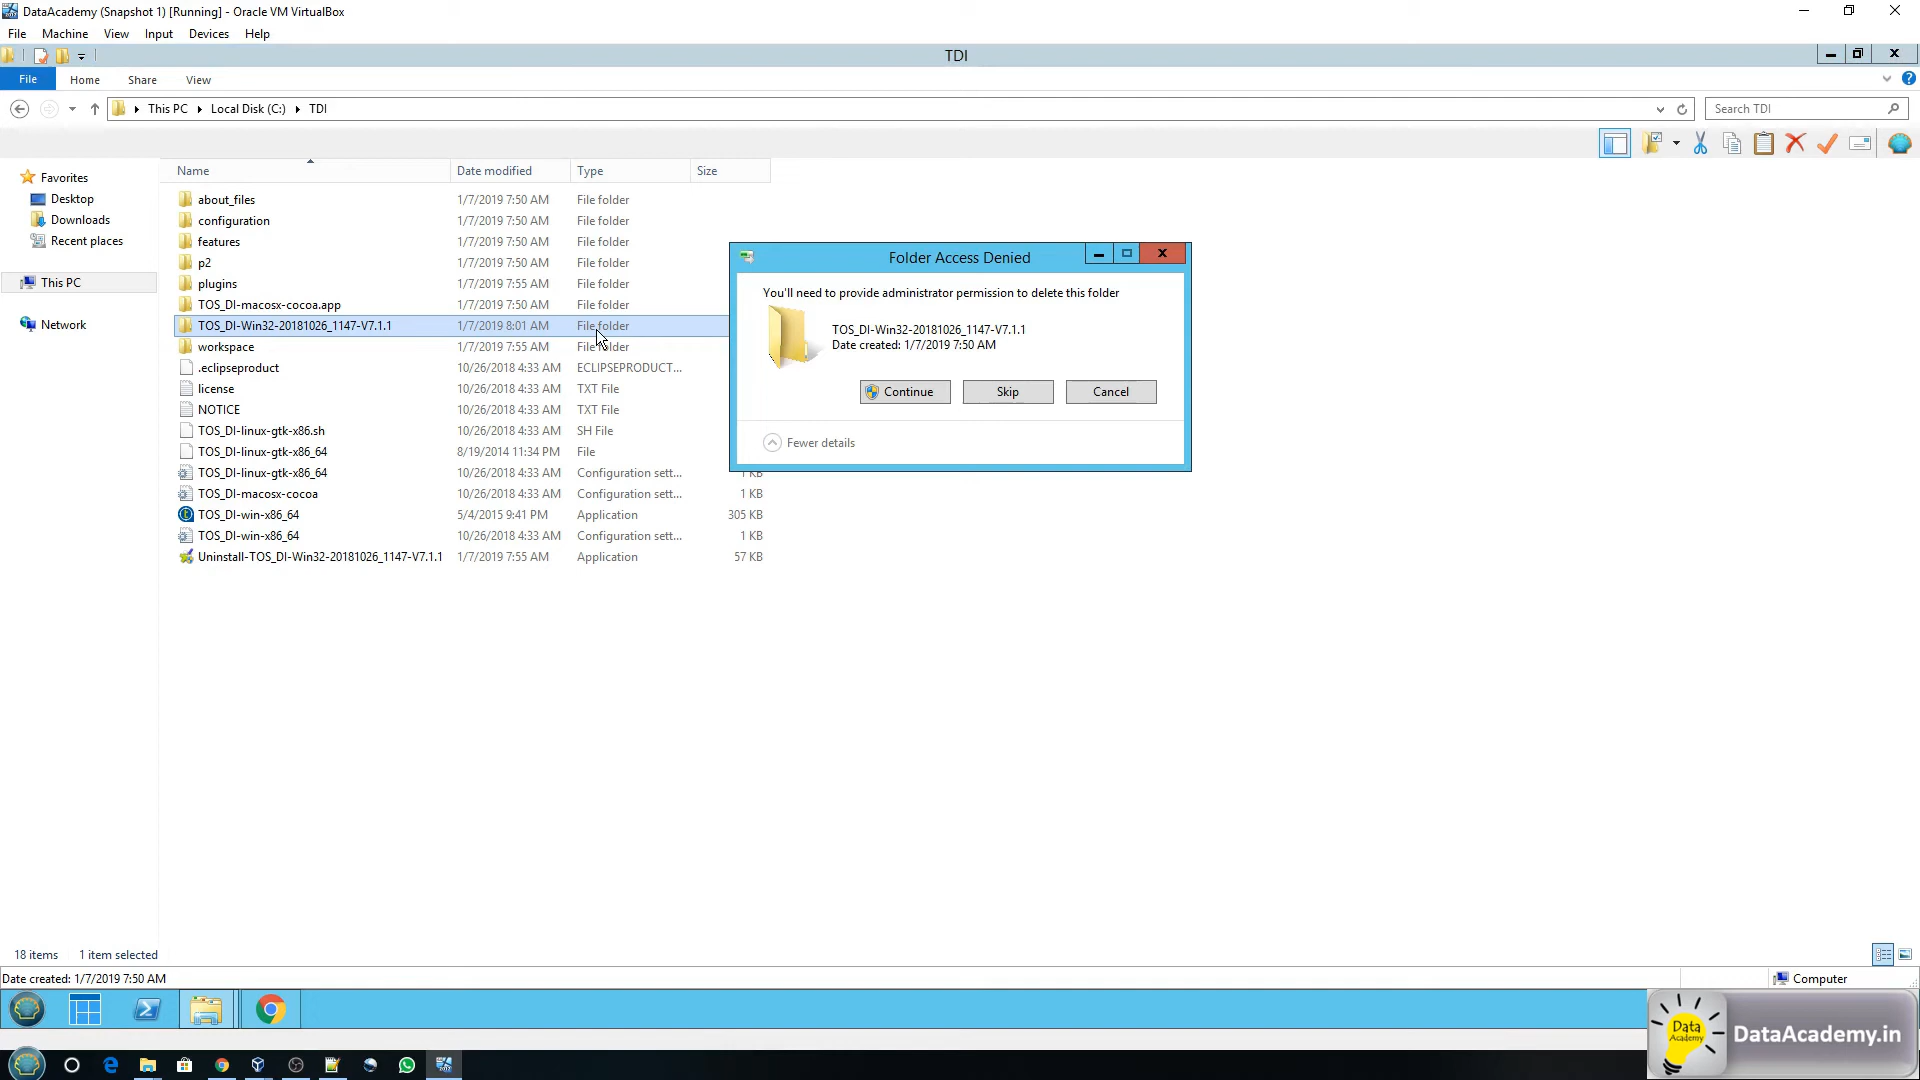 DataAcademy (Snapshot 1) [Running] - Oracle VM VirtualBox
File Machine View Input Devices Help
TDI
File Home Share View
This PC Local Disk (C:) TDI
Search TDI
Name Date modified Type Size
Favorites
Desktop
Downloads
Recent places
This PC
Network
about_files 1/7/2019 7:50 AM File folder
configuration 1/7/2019 7:50 AM File folder
features 1/7/2019 7:50 AM File folder
p2 1/7/2019 7:50 AM File folder
plugins 1/7/2019 7:55 AM File folder
TOS_DI-macosx-cocoa.app 1/7/2019 7:50 AM File folder
TOS_DI-Win32-20181026_1147-V7.1.1 1/7/2019 8:01 AM File folder
workspace 1/7/2019 7:55 AM File folder
.eclipseproduct 10/26/2018 4:33 AM ECLIPSEPRODUCT...
license 10/26/2018 4:33 AM TXT File
NOTICE 10/26/2018 4:33 AM TXT File
TOS_DI-linux-gtk-x86.sh 10/26/2018 4:33 AM SH File
TOS_DI-linux-gtk-x86_64 8/19/2014 11:34 PM File
TOS_DI-linux-gtk-x86_64 10/26/2018 4:33 AM Configuration sett... 1 KB
TOS_DI-macosx-cocoa 10/26/2018 4:33 AM Configuration sett... 1 KB
TOS_DI-win-x86_64 5/4/2015 9:41 PM Application 305 KB
TOS_DI-win-x86_64 10/26/2018 4:33 AM Configuration sett... 1 KB
Uninstall-TOS_DI-Win32-20181026_1147-V7.1.1 1/7/2019 7:55 AM Application 57 KB
Folder Access Denied
You'll need to provide administrator permission to delete this folder
TOS_DI-Win32-20181026_1147-V7.1.1
Date created: 1/7/2019 7:50 AM
Continue Skip Cancel
Fewer details
18 items 1 item selected
Date created: 1/7/2019 7:50 AM
Computer
Data
Academy
DataAcademy.in